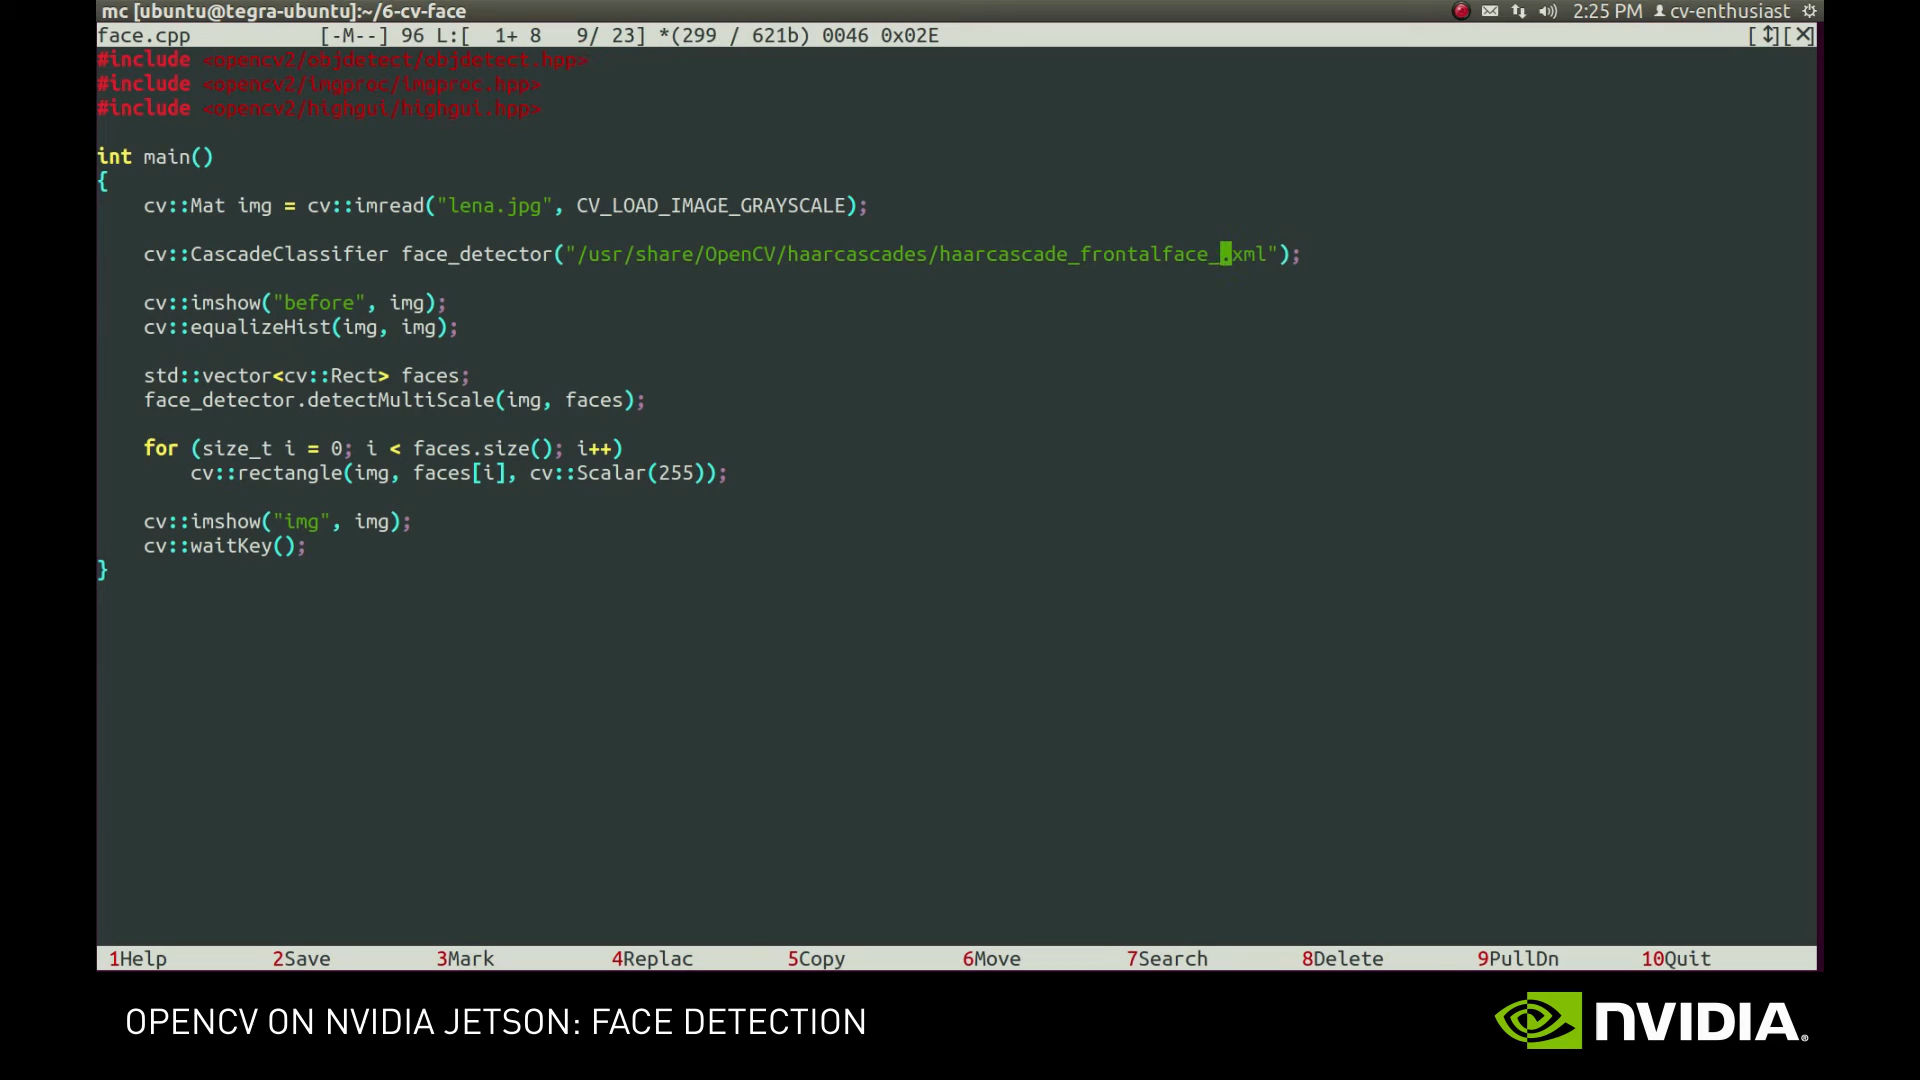 mc [ubuntu@tegra-ubuntu]:~/6-cv-face 2:25 PM cv-enthusiast
face.cpp [-M--] 96 L:[ 1+ 8 9/ 23] *(299 / 621b) 0046 0x02E [↕][X]
#include <opencv2/objdetect/objdetect.hpp>
#include <opencv2/imgproc/imgproc.hpp>
#include <opencv2/highgui/highgui.hpp>
int main()
{
cv::Mat img = cv::imread("lena.jpg", CV_LOAD_IMAGE_GRAYSCALE);
cv::CascadeClassifier face_detector("/usr/share/OpenCV/haarcascades/haarcascade_frontalface_.xml");
cv::imshow("before", img);
cv::equalizeHist(img, img);
std::vector<cv::Rect> faces;
face_detector.detectMultiScale(img, faces);
for (size_t i = 0; i < faces.size(); i++)
cv::rectangle(img, faces[i], cv::Scalar(255));
cv::imshow("img", img);
cv::waitKey();
}
1Help 2Save 3Mark 4Replac 5Copy 6Move 7Search 8Delete 9PullDn 10Quit
OPENCV ON NVIDIA JETSON: FACE DETECTION
NVIDIA®